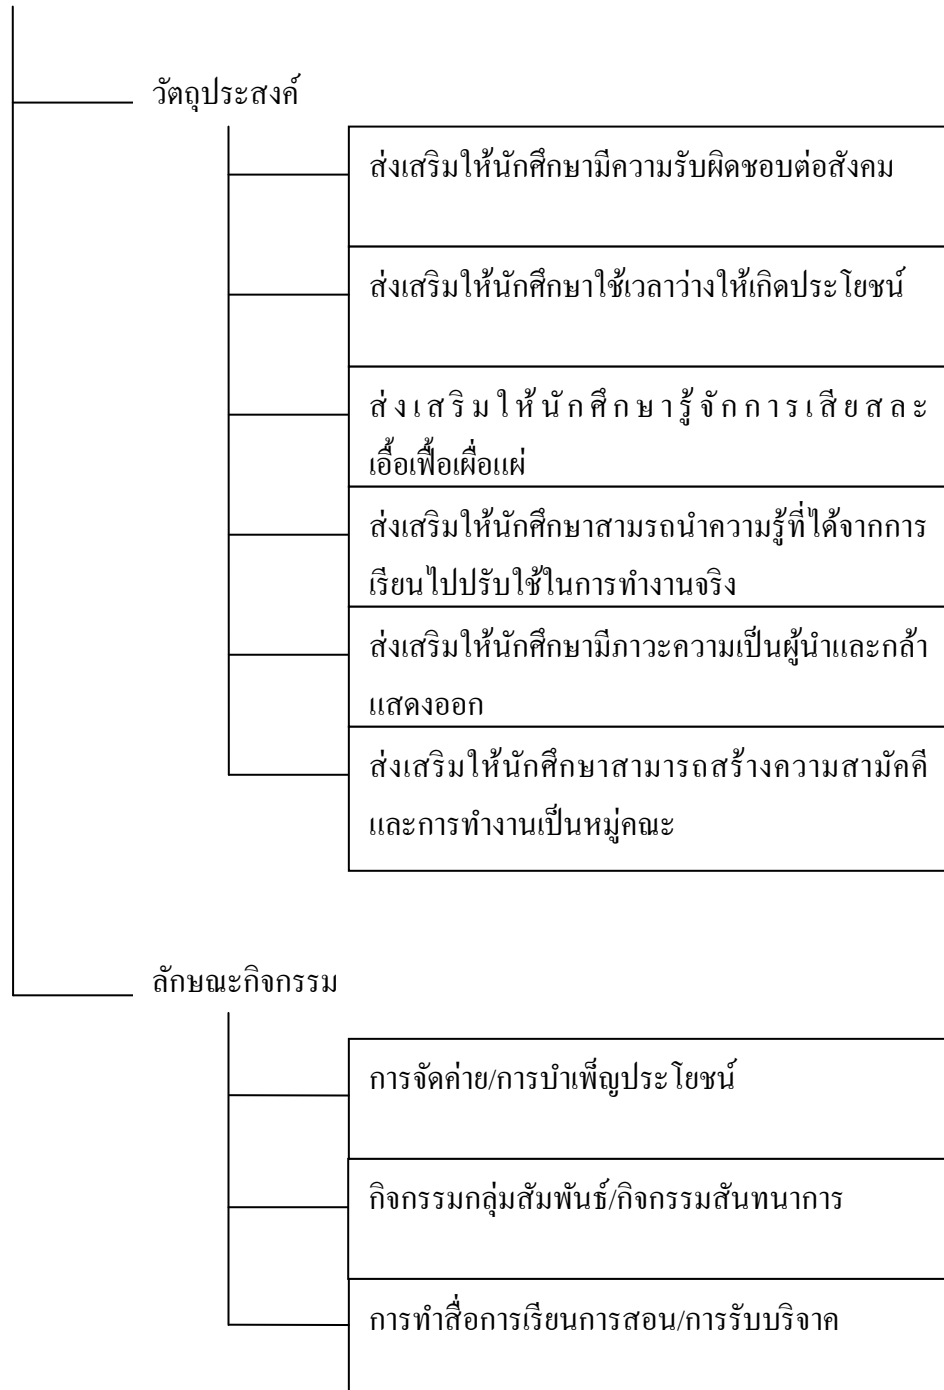 วัตถุประสงค์
ส่งเสริมให้นักศึกษามีความรับผิดชอบต่อสังคม
ส่งเสริมให้นักศึกษาใช้เวลาว่างให้เกิดประโยชน์
ส่งเสริมให้นักศึกษารู้จักการเสียสละ
เอื้อเฟื้อเผื่อแผ่
ส่งเสริมให้นักศึกษาสามรถนำความรู้ที่ได้จากการ
เรียนไปปรับใช้ในการทำงานจริง
ส่งเสริมให้นักศึกษามีภาวะความเป็นผู้นำและกล้า
แสดงออก
ส่งเสริมให้นักศึกษาสามารถสร้างความสามัคคี
และการทำงานเป็นหมู่คณะ
ลักษณะกิจกรรม
การจัดค่าย/การบำเพ็ญประโยชน์
กิจกรรมกลุ่มสัมพันธ์/กิจกรรมสันทนาการ
การทำสื่อการเรียนการสอน/การรับบริจาค